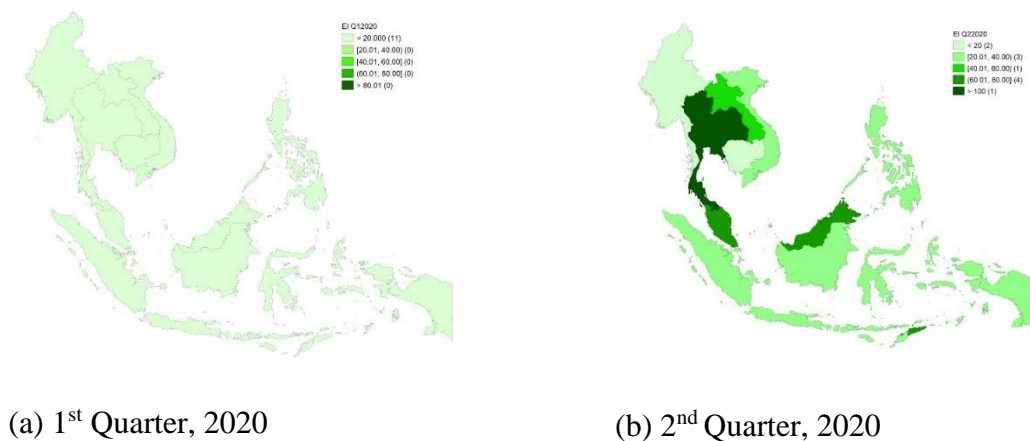 EI Q12020
< 20.000 (11)
[20.01, 40.00) (0)
[40.01, 60.00] (0)
(60.01, 80.00] (0)
> 80.01 (0)
EI Q22020
< 20 (2)
[20.01, 40.00) (3)
[40.01, 60.00] (1)
(60.01, 80.00] (4)
> 100 (1)
(a) 1st Quarter, 2020
(b) 2nd Quarter, 2020